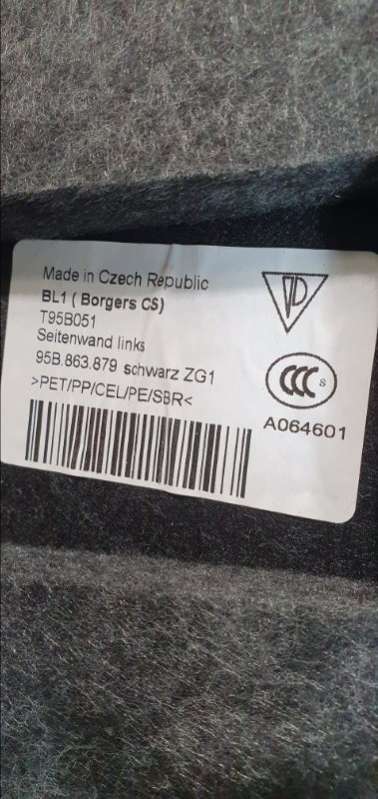 Made in Czech Republic
BL1 ( Borgers CS)
T95B051
Seitenwand links
95B.863.879 schwarz ZG1
>PET/PP/CEL/PE/SBR<
CCC S
A064601